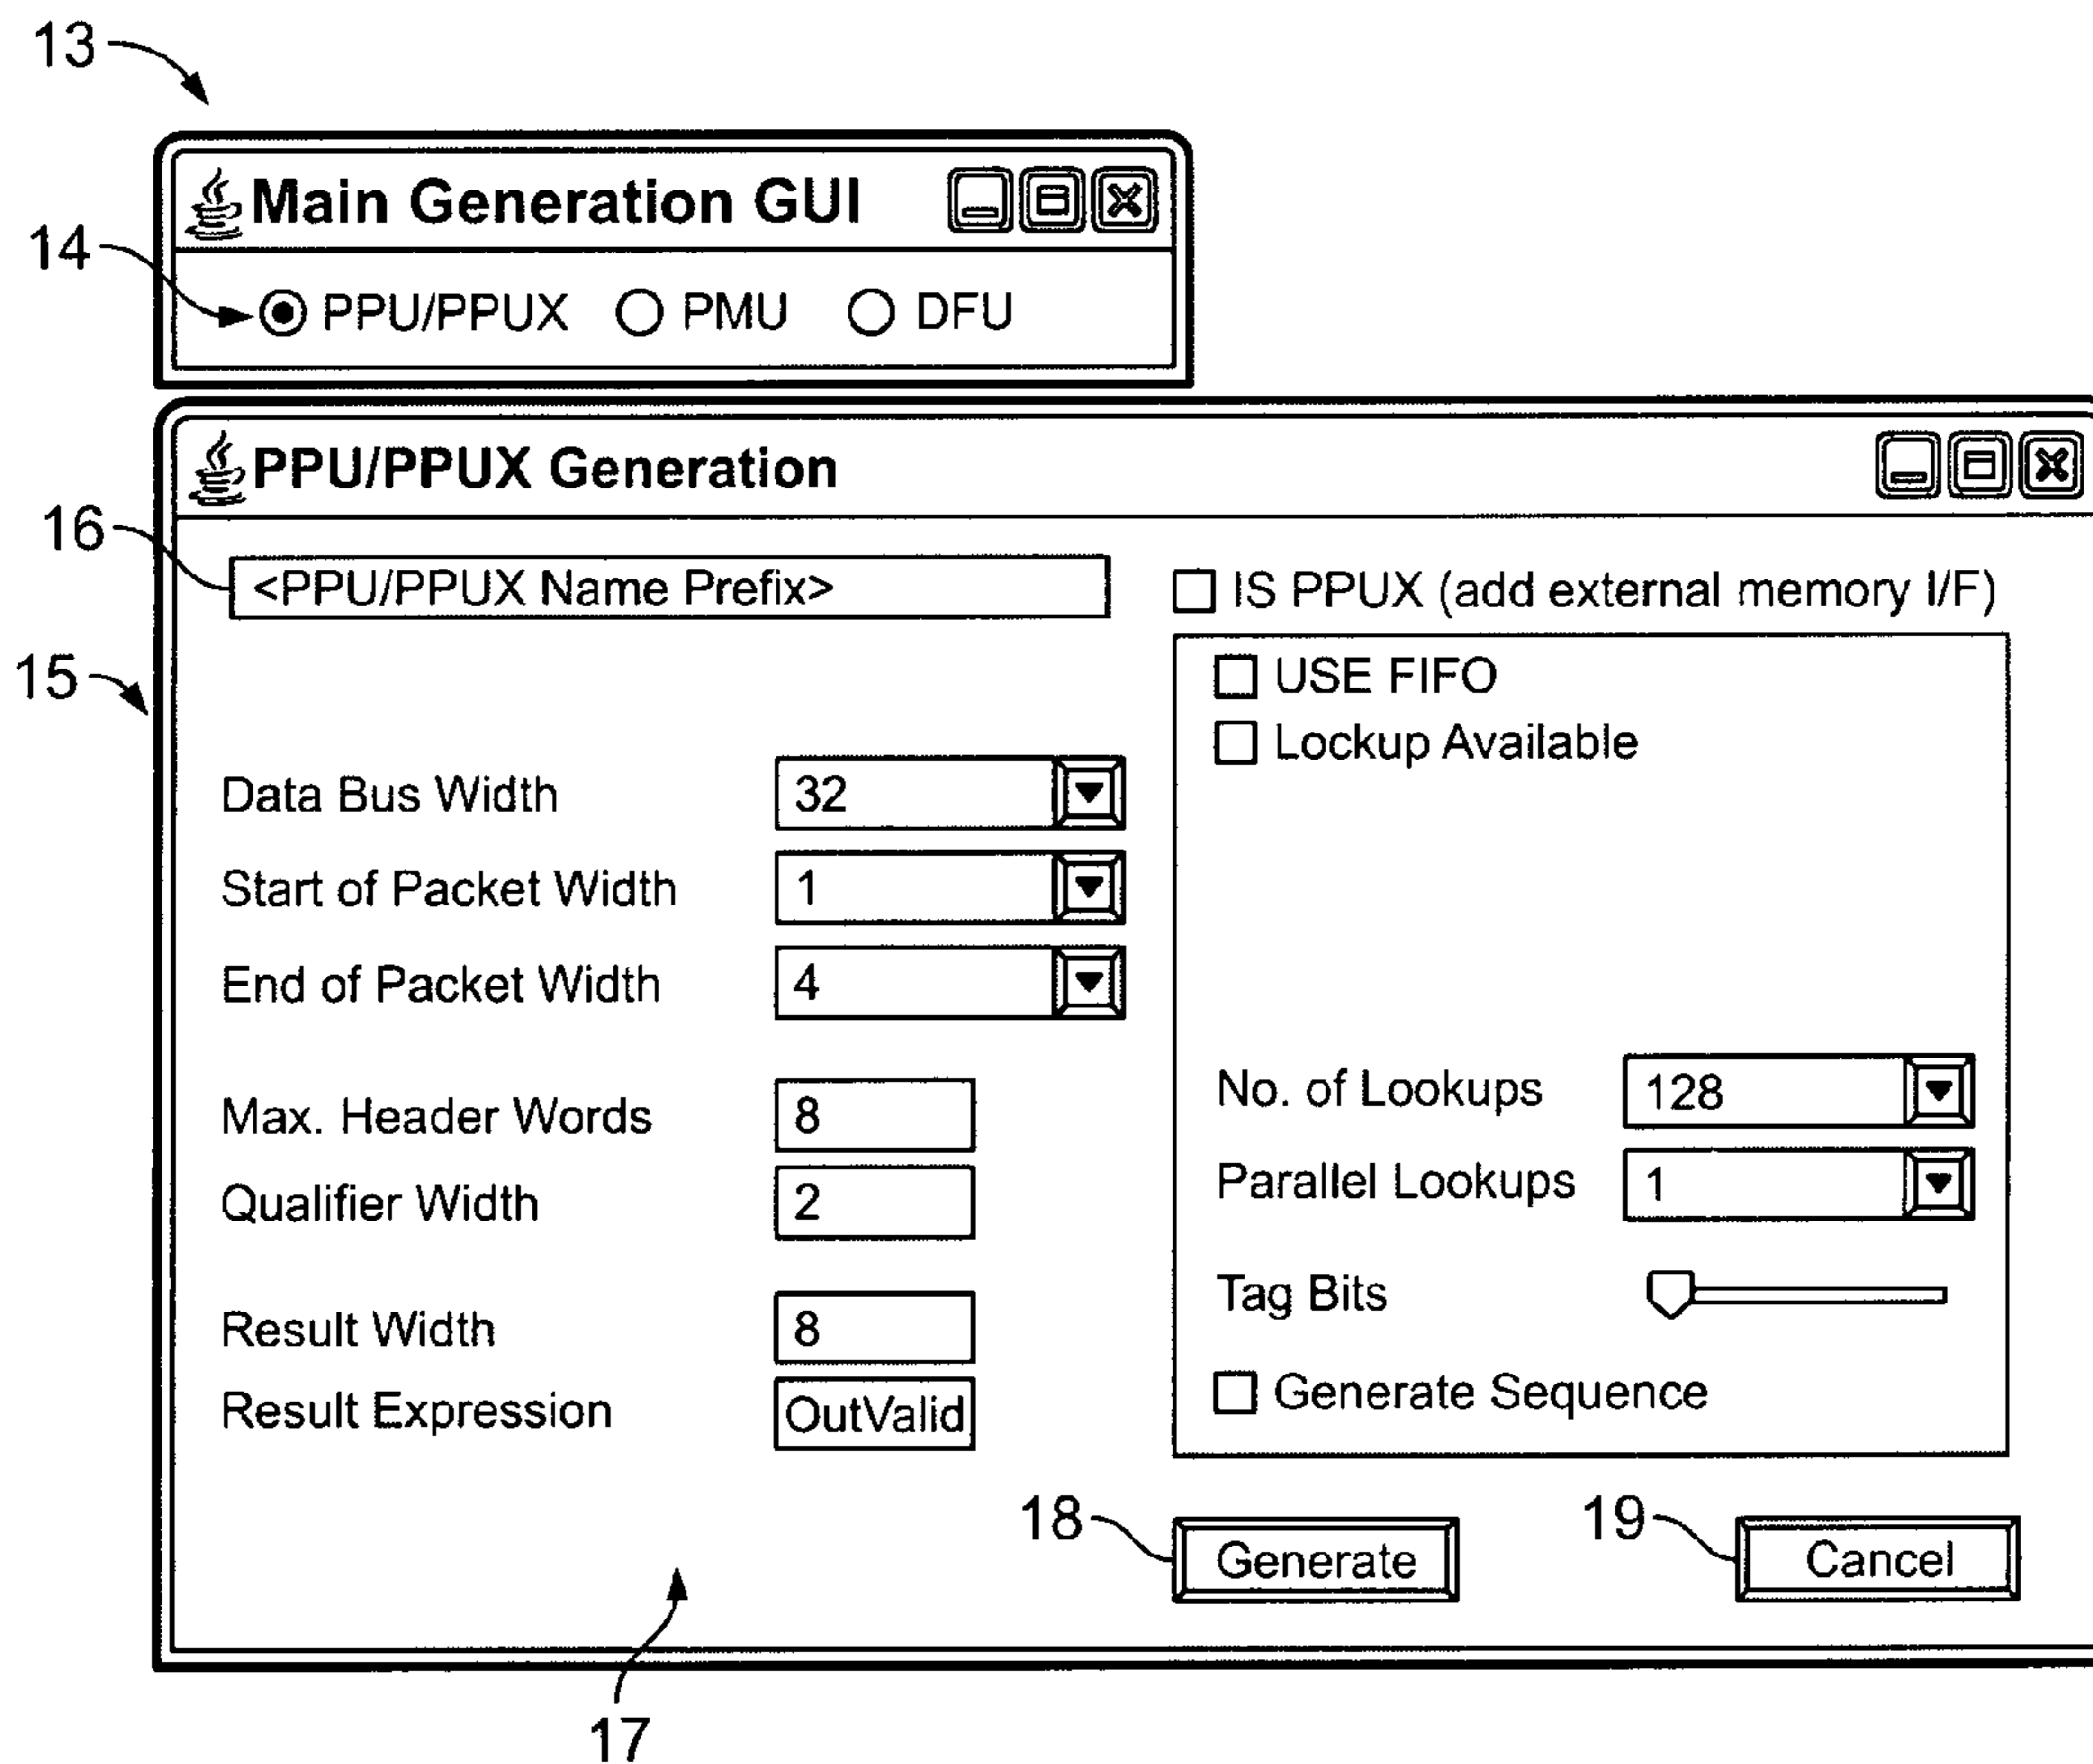 13
Main Generation GUI
14
PPU/PPUX PMU DFU
PPU/PPUX Generation
16
<PPU/PPUX Name Prefix>
IS PPUX (add external memory I/F)
15
USE FIFO
Lockup Available
Data Bus Width 32
Start of Packet Width 1
End of Packet Width 4
Max. Header Words 8
Qualifier Width 2
Result Width 8
Result Expression OutValid
No. of Lookups 128
Parallel Lookups 1
Tag Bits
Generate Sequence
18 Generate
19 Cancel
17